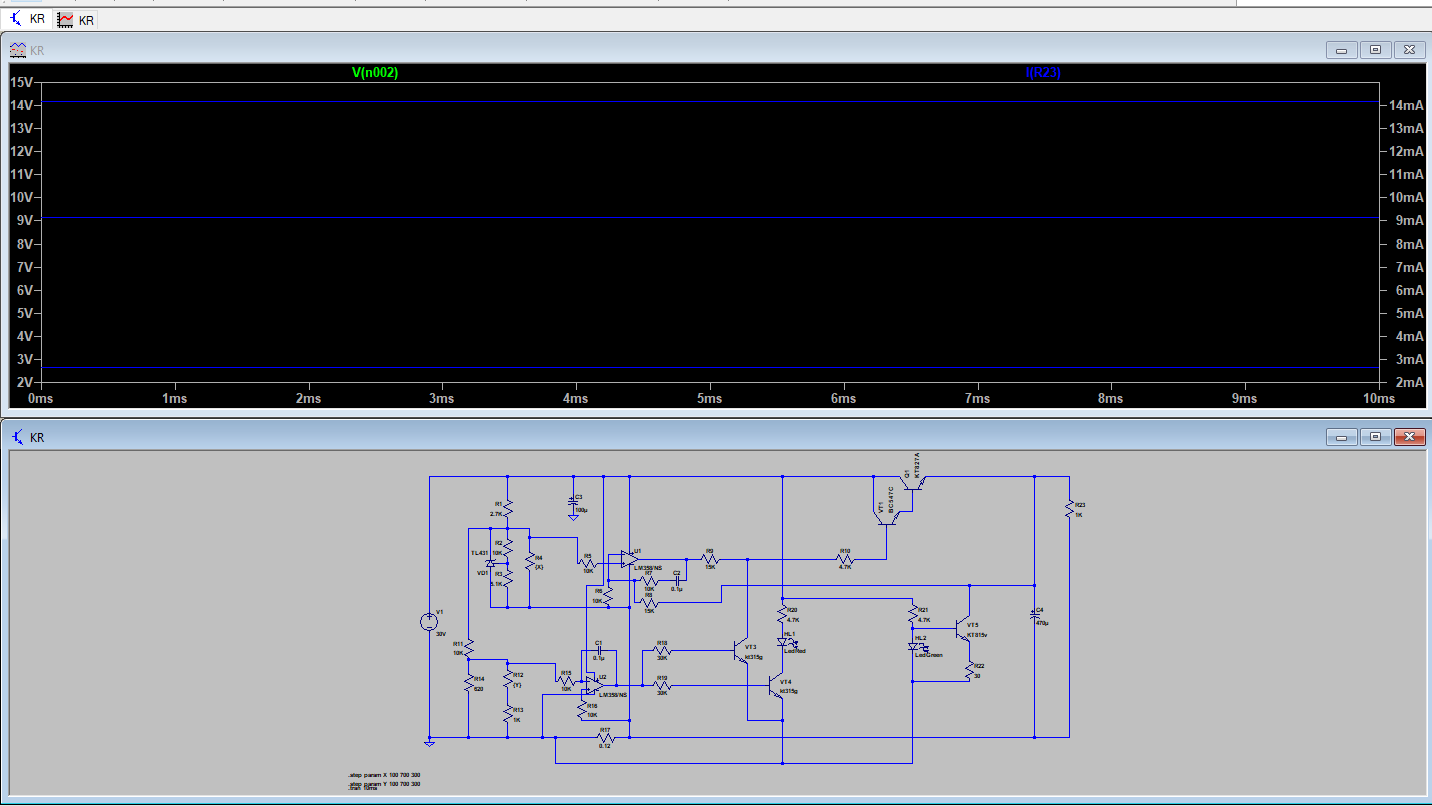 KR KR
KR
V(n002) I(R23)
15V
14V 14mA
13V 13mA
12V 12mA
11V 11mA
10V 10mA
9V 9mA
8V 8mA
7V 7mA
6V 6mA
5V 5mA
4V 4mA
3V 3mA
2V 2mA
0ms 1ms 2ms 3ms 4ms 5ms 6ms 7ms 8ms 9ms 10ms
KR
Q1
KT827A
VT1
BC547C
C3
100µ
R1
2.7K
R23
1K
R2
10K
TL431
VD1
R3
5.1K
R4
{X}
R5
10K
U1
LM358/NS
R9
15K
R10
4.7K
R7
10K
C2
0.1µ
R6
10K
R8
15K
V1
30V
R20
4.7K
R21
4.7K
VT5
KT815v
C4
470µ
HL1
LedRed
HL2
LedGreen
R22
30
R11
10K
C1
0.1µ
R18
30K
VT3
kt315g
R14
620
R12
{Y}
R15
10K
U2
LM358/NS
R19
30K
VT4
kt315g
R16
10K
R13
1K
R17
0.12
.step param X 100 700 300
.step param Y 100 700 300
.tran 10ms